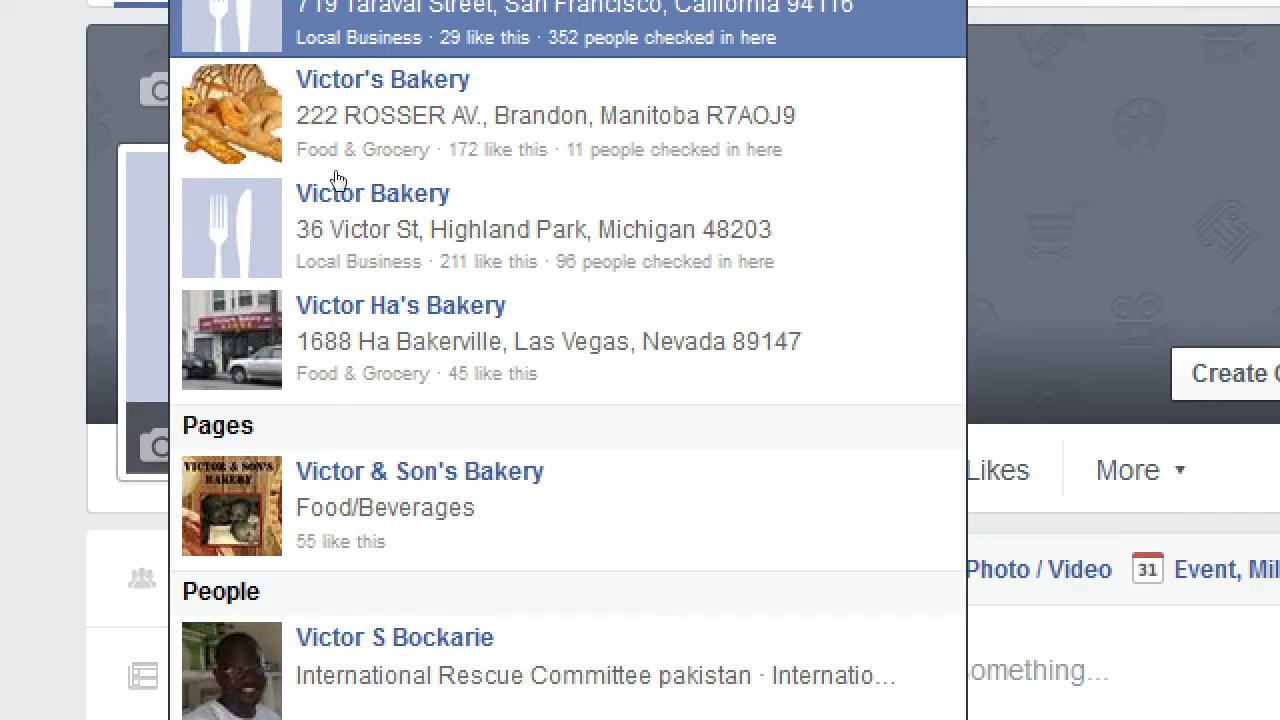 719 Taraval Street, San Francisco, California 94116
Local Business · 29 like this · 352 people checked in here
Victor's Bakery
222 ROSSER AV., Brandon, Manitoba R7AOJ9
Food & Grocery · 172 like this · 11 people checked in here
Victor Bakery
36 Victor St, Highland Park, Michigan 48203
Local Business · 211 like this · 96 people checked in here
Victor Ha's Bakery
1688 Ha Bakerville, Las Vegas, Nevada 89147
Food & Grocery · 45 like this
Create
Pages
Victor & Son's Bakery
Food/Beverages
55 like this
VICTOR & SON'S
BAKERY
Likes
More
People
Photo / Video
31
Event, Mil
Victor S Bockarie
International Rescue Committee pakistan · Internatio...
omething...